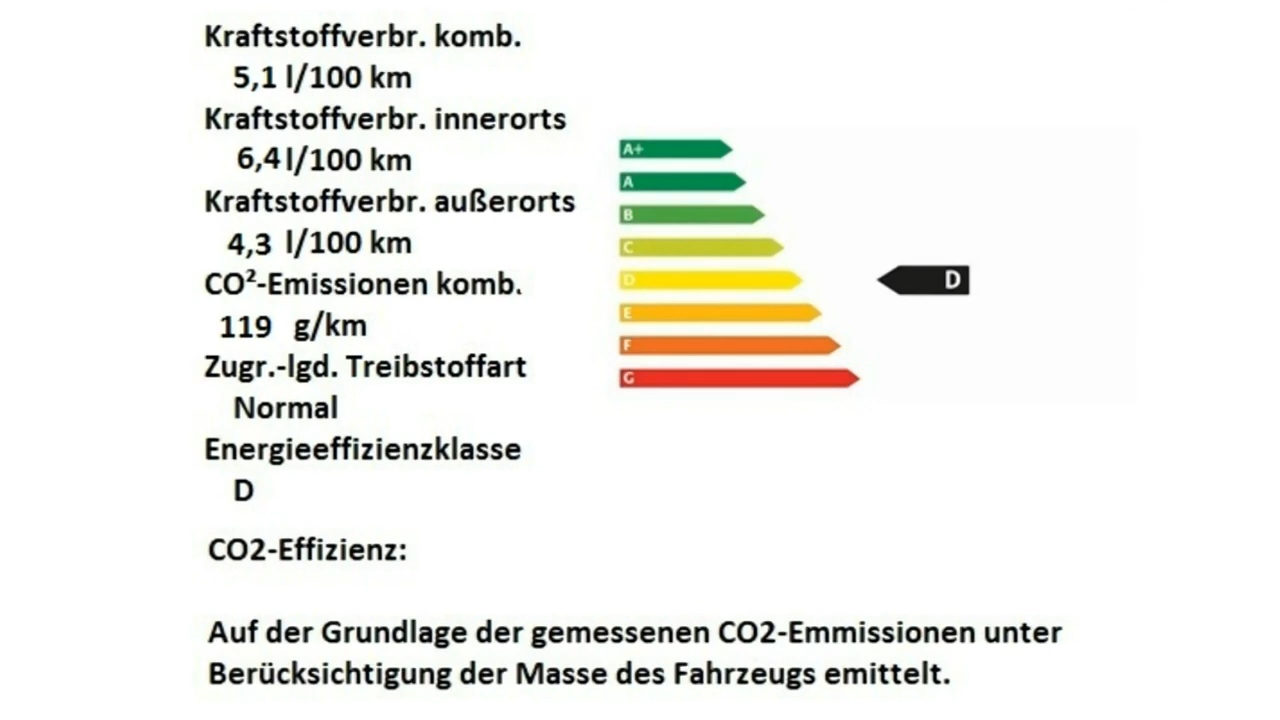 Kraftstoffverbr. komb.
5,1 l/100 km
Kraftstoffverbr. innerorts
6,4 l/100 km
Kraftstoffverbr. außerorts
4,3 l/100 km
CO²-Emissionen komb.
119 g/km
Zugr.-lgd. Treibstoffart
Normal
Energieeffizienzklasse
D
A+
A
B
C
D
D
E
F
G
CO2-Effizienz:
Auf der Grundlage der gemessenen CO2-Emmissionen unter
Berücksichtigung der Masse des Fahrzeugs emittelt.